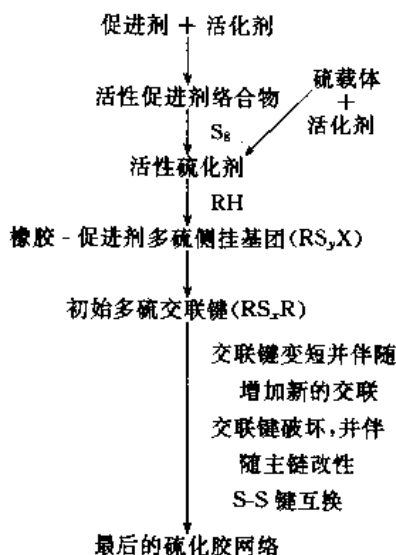 促进剂 + 活化剂
活性促进剂络合物
硫载体
+
活化剂
S₈
活性硫化剂
RH
橡胶-促进剂多硫侧挂基团(RSyX)
初始多硫交联键(RSxR)
交联键变短并伴随
增加新的交联
交联键破坏,并伴
随主链改性
S-S 键互换
最后的硫化胶网络